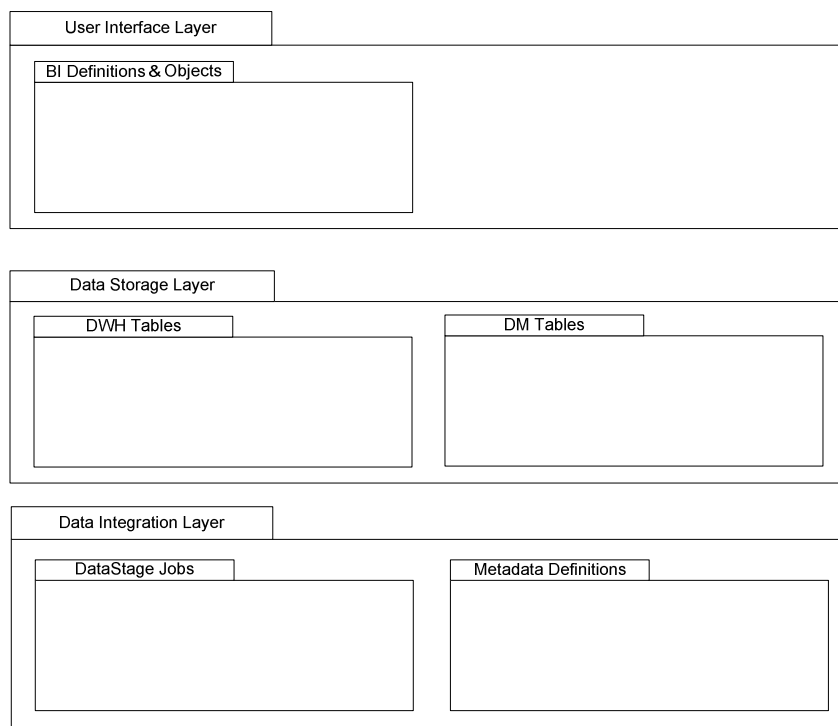 User Interface Layer
BI Definitions & Objects
Data Storage Layer
DWH Tables
DM Tables
Data Integration Layer
DataStage Jobs
Metadata Definitions